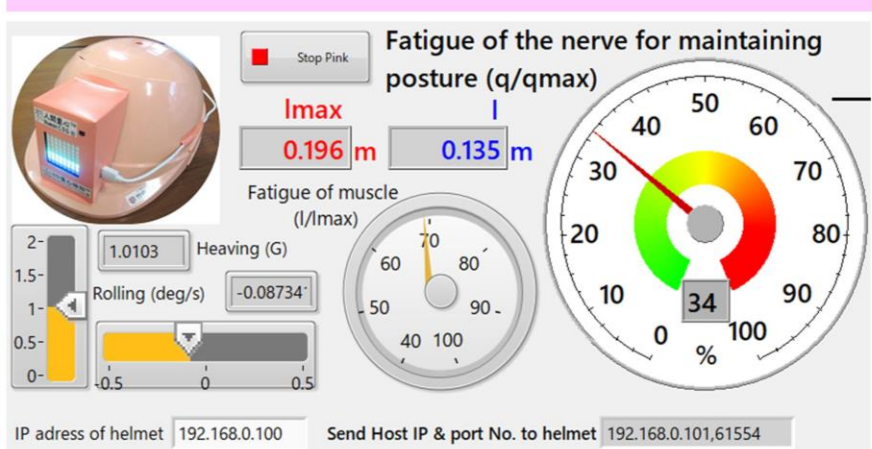 Stop Pink
Fatigue of the nerve for maintaining
posture (q/qmax)
lmax
l
0.196 m
0.135 m
Fatigue of muscle
(l/lmax)
1.0103
Heaving (G)
Rolling (deg/s)
-0.08734
2-
1.5-
1-
0.5-
0-
-0.5
0
0.5
40
50
60
70
80
90
100
0
10
20
30
40
50
60
70
80
90
100
34
%
IP adress of helmet 192.168.0.100
Send Host IP & port No. to helmet 192.168.0.101,61554